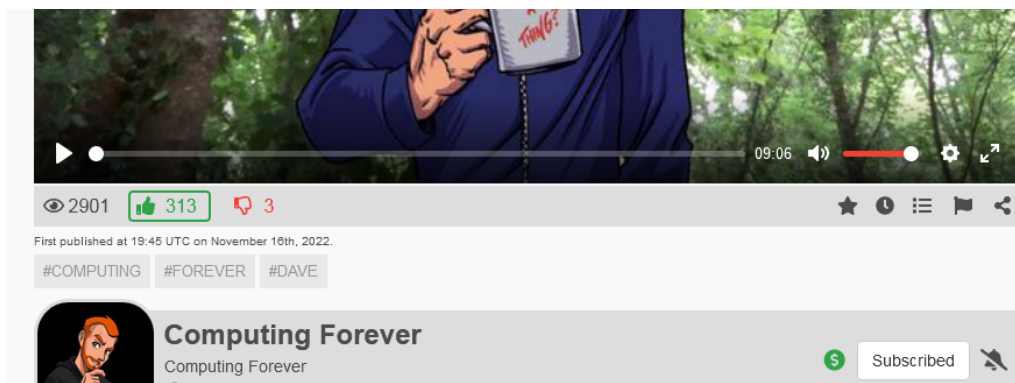 THING?
09:06
2901 313 3
First published at 19:45 UTC on November 16th, 2022.
#COMPUTING #FOREVER #DAVE
Computing Forever
Computing Forever
Subscribed